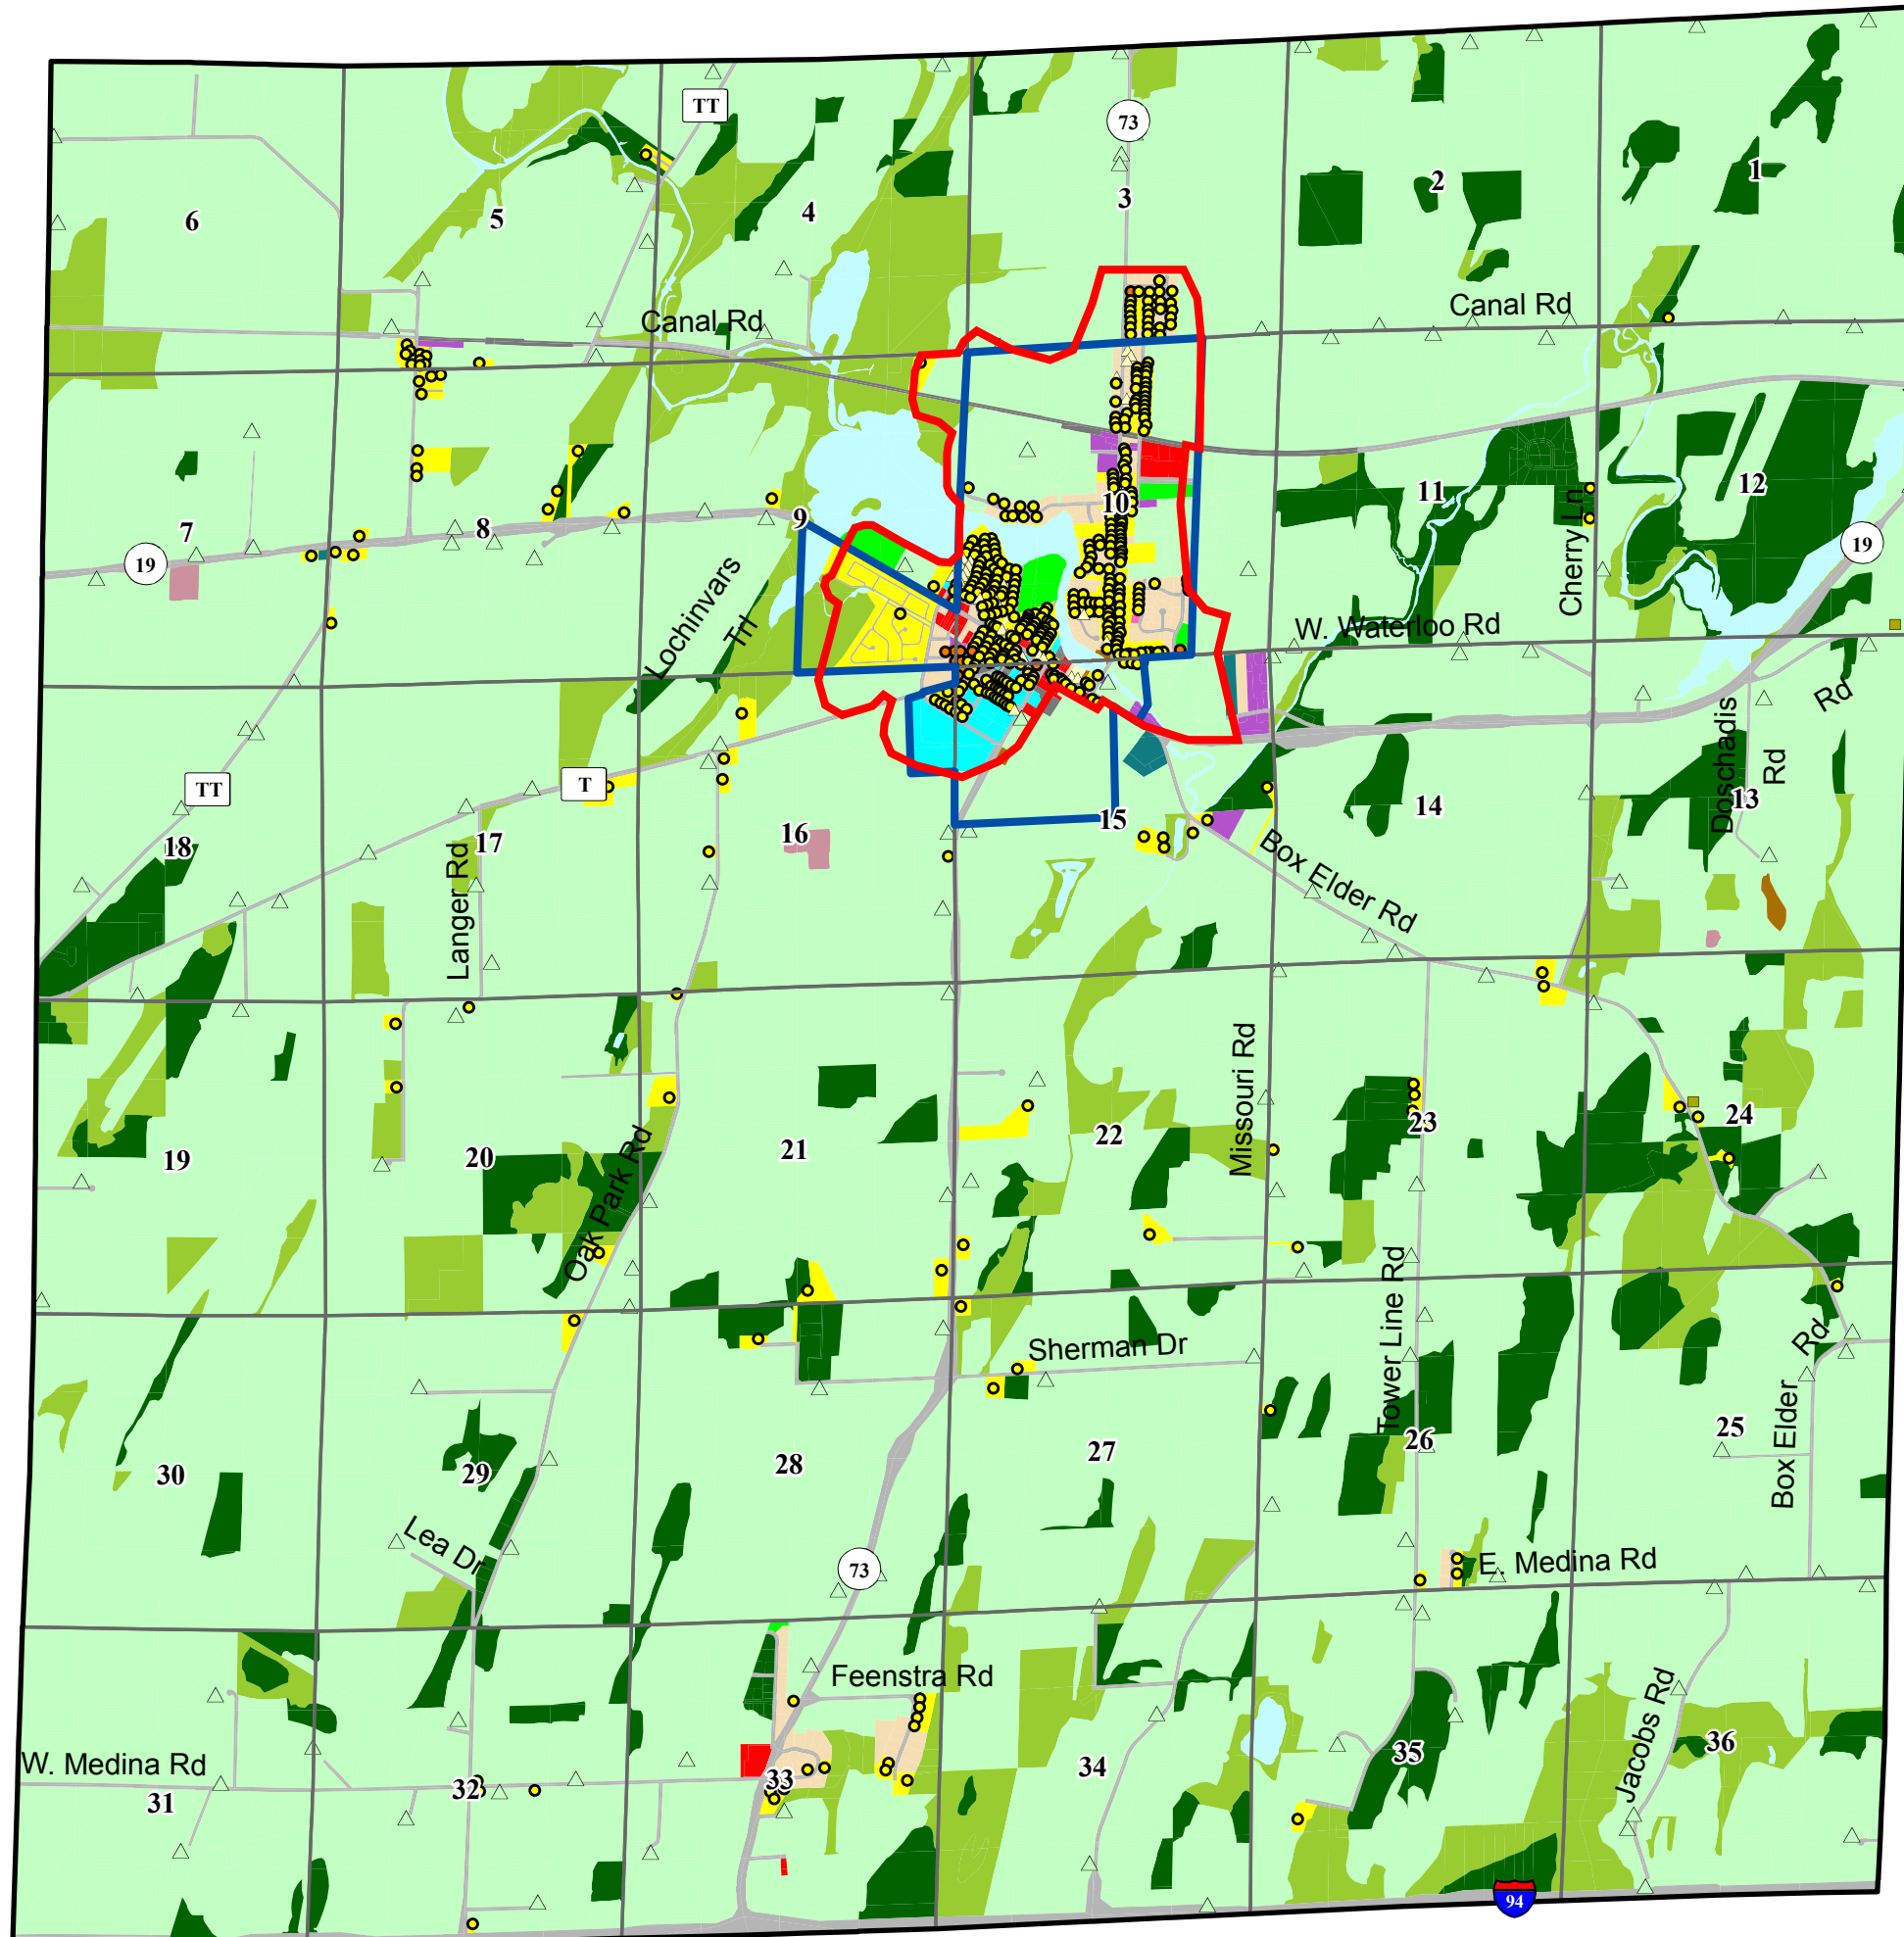 TT
73
1
2
3
4
5
6
Canal Rd
Canal Rd
7
8
9
10
11
12
19
19
Cherry Ln
Lochinvars
Trl
W. Waterloo Rd
Rd
Doschadis
Rd
TT
T
18
17
16
15
14
13
Langer Rd
Box Elder Rd
Missouri Rd
19
20
21
22
23
24
Oak Park Rd
Tower Line Rd
Sherman Dr
Rd
Box Elder
30
29
28
27
26
25
Lea Dr
73
E. Medina Rd
Feenstra Rd
Jacobs Rd
W. Medina Rd
31
32
33
34
35
36
94